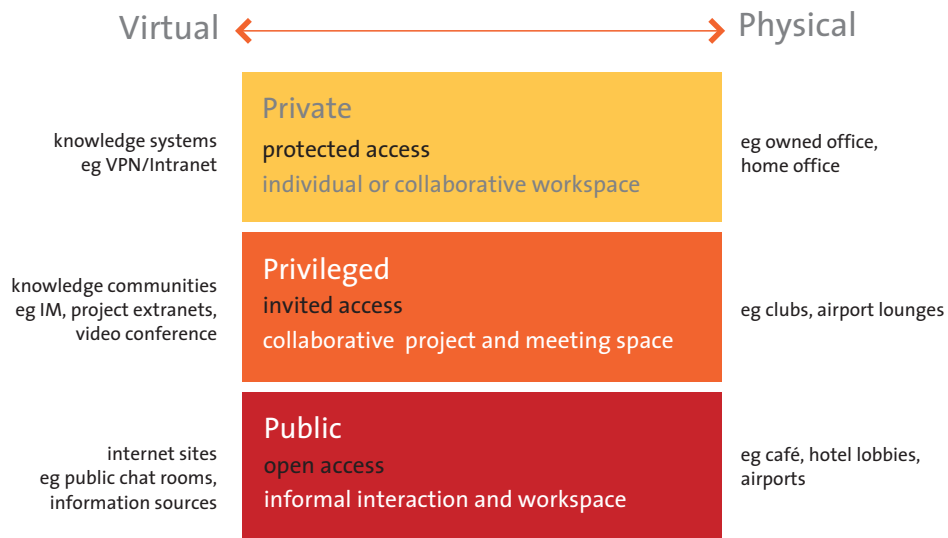 Virtual
Physical
knowledge systems
eg VPN/Intranet
Private
protected access
individual or collaborative workspace
eg owned office,
home office
knowledge communities
eg IM, project extranets,
video conference
Privileged
invited access
collaborative project and meeting space
eg clubs, airport lounges
internet sites
eg public chat rooms,
information sources
Public
open access
informal interaction and workspace
eg café, hotel lobbies,
airports